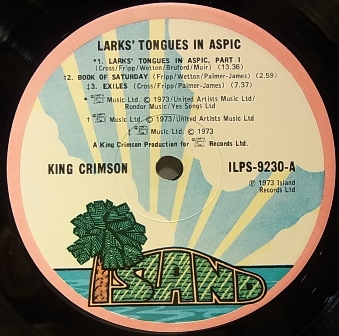 LARKS' TONGUES IN ASPIC
*1. LARKS' TONGUES IN ASPIC, PART I
(Cross/Fripp/Wetton/Bruford/Muir) (13.36)
†2. BOOK OF SATURDAY (Fripp/Wetton/Palmer-James) (2.59)
‡3. EXILES (Cross/Fripp/Palmer-James) (7.37)
* Music Ltd. © 1973/United Artists Music Ltd/
Rondor Music/Yes Songs Ltd
† Music Ltd. © 1973/United Artists Music Ltd.
‡ Music Ltd. © 1973
A King Crimson Production for Records Ltd.
KING CRIMSON
ILPS-9230-A
℗ 1973 Island
Records Ltd
ISLAND